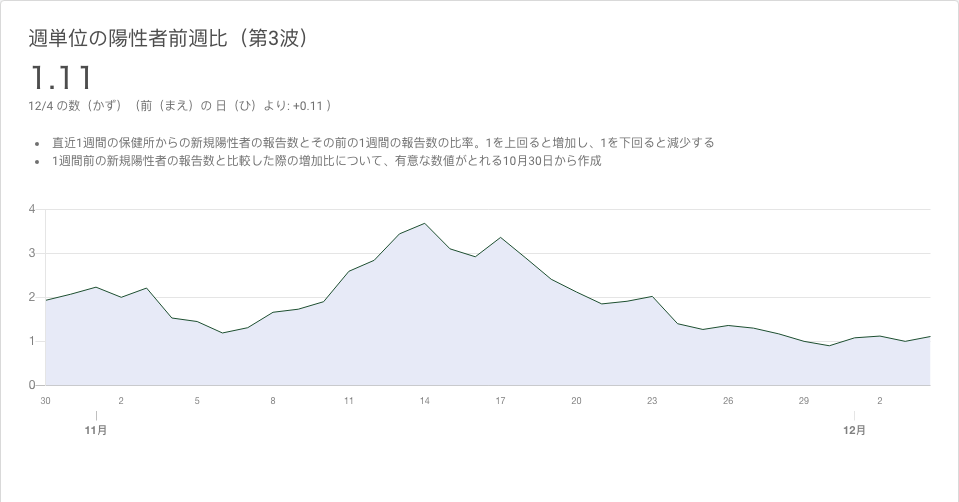 週単位の陽性者前週比（第3波）
1.11
12/4 の数（かず）（前（まえ）の 日（ひ）より: +0.11 ）
• 直近1週間の保健所からの新規陽性者の報告数とその前の1週間の報告数の比率。1を上回ると増加し、1を下回ると減少する
• 1週間前の新規陽性者の報告数と比較した際の増加比について、有意な数値がとれる10月30日から作成
4
3
2
1
0
30 2 5 8 11 14 17 20 23 26 29 2
11月 12月